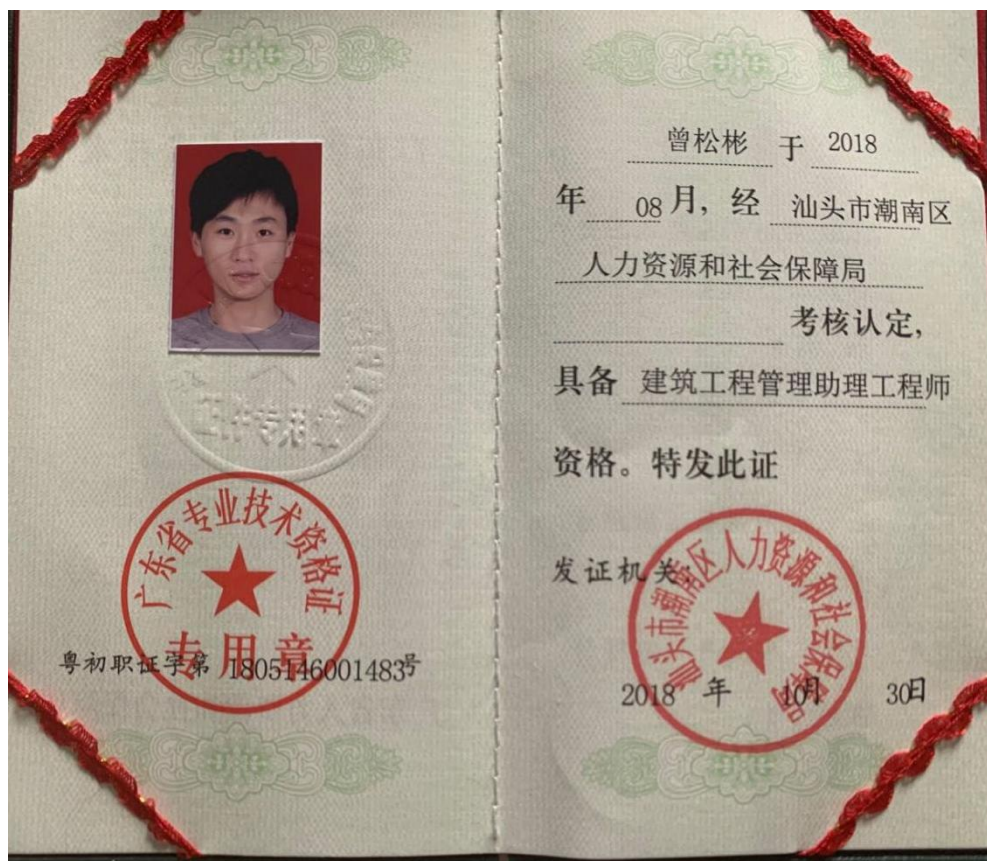 广东省专业技术资格证
专用章
粤初职证字第 1805146001483号
曾松彬 于 2018
年 08月, 经 汕头市潮南区
人力资源和社会保障局
考核认定,
具备 建筑工程管理助理工程师
资格。特发此证
发证机关:
汕头市潮南区人力资源和社会保障局
2018 年 10月 30日